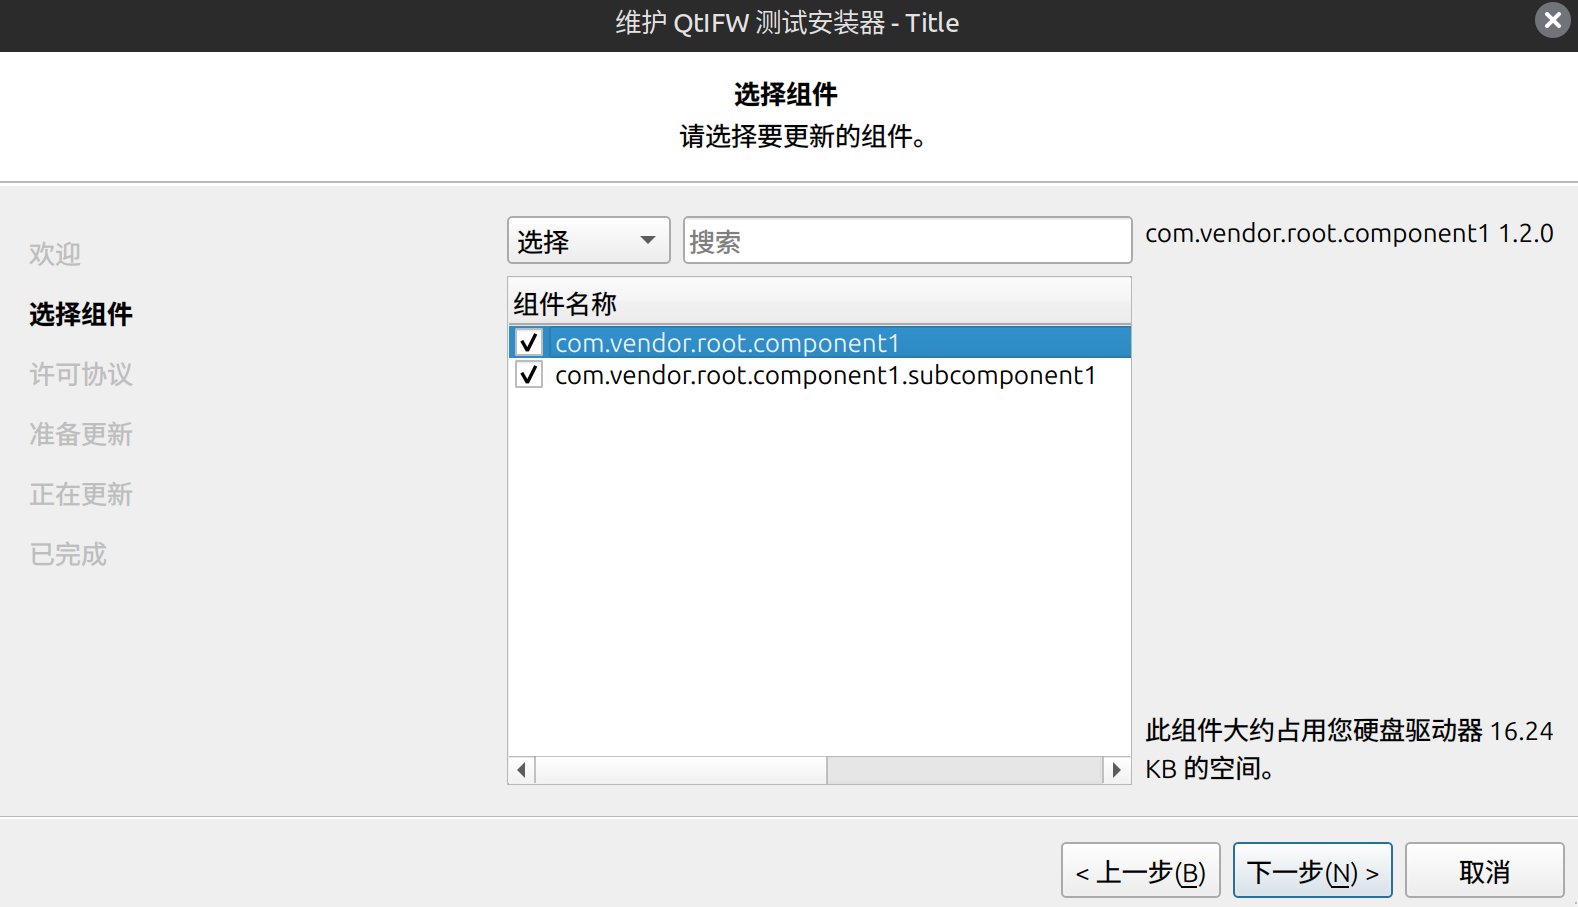 维护 QtIFW 测试安装器 - Title
选择组件
请选择要更新的组件。
欢迎
选择组件
许可协议
准备更新
正在更新
已完成
选择
搜索
组件名称
com.vendor.root.component1
com.vendor.root.component1.subcomponent1
com.vendor.root.component1 1.2.0
此组件大约占用您硬盘驱动器 16.24
KB 的空间。
< 上一步(B)
下一步(N) >
取消